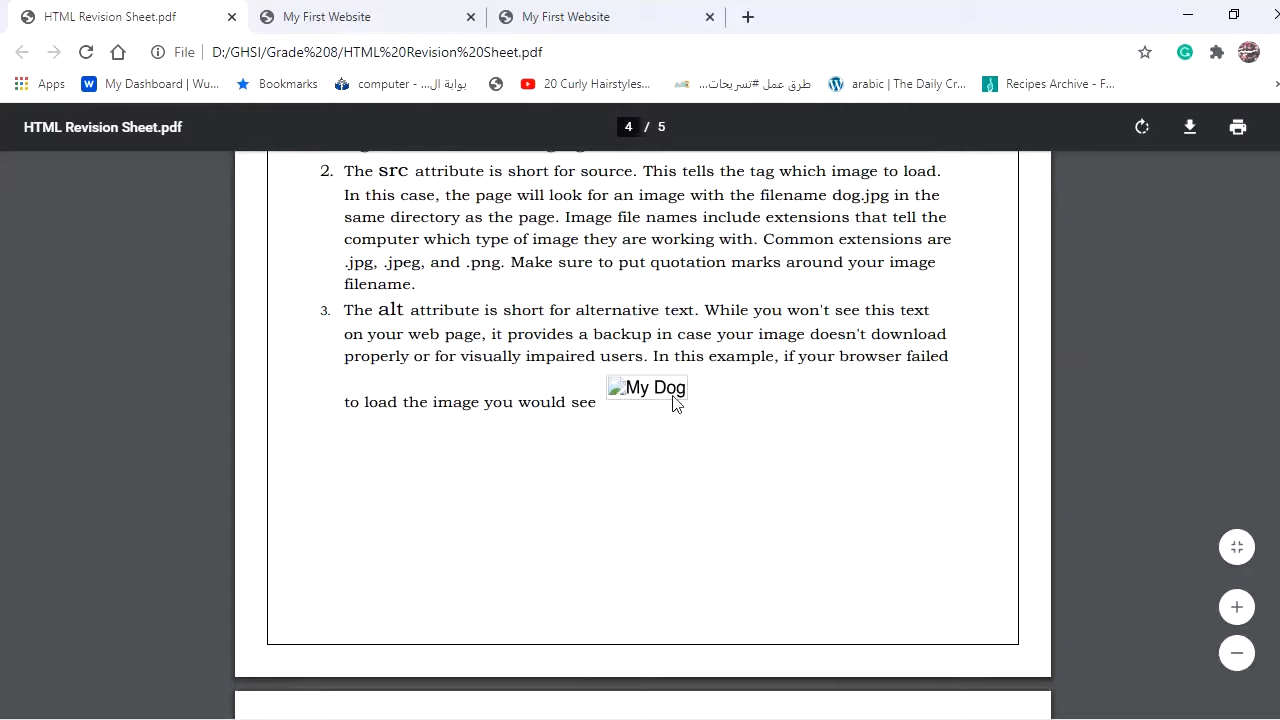 HTML Revision Sheet.pdf
My First Website
My First Website
File D:/GHSI/Grade%208/HTML%20Revision%20Sheet.pdf
Apps
My Dashboard | Wu...
Bookmarks
computer - ...بوابة ال
20 Curly Hairstyles...
طرق عمل #تسريحات...
arabic | The Daily Cr...
Recipes Archive - F...
HTML Revision Sheet.pdf
4 / 5
2. The src attribute is short for source. This tells the tag which image to load.
In this case, the page will look for an image with the filename dog.jpg in the
same directory as the page. Image file names include extensions that tell the
computer which type of image they are working with. Common extensions are
.jpg, .jpeg, and .png. Make sure to put quotation marks around your image
filename.
3. The alt attribute is short for alternative text. While you won't see this text
on your web page, it provides a backup in case your image doesn't download
properly or for visually impaired users. In this example, if your browser failed
to load the image you would see My Dog